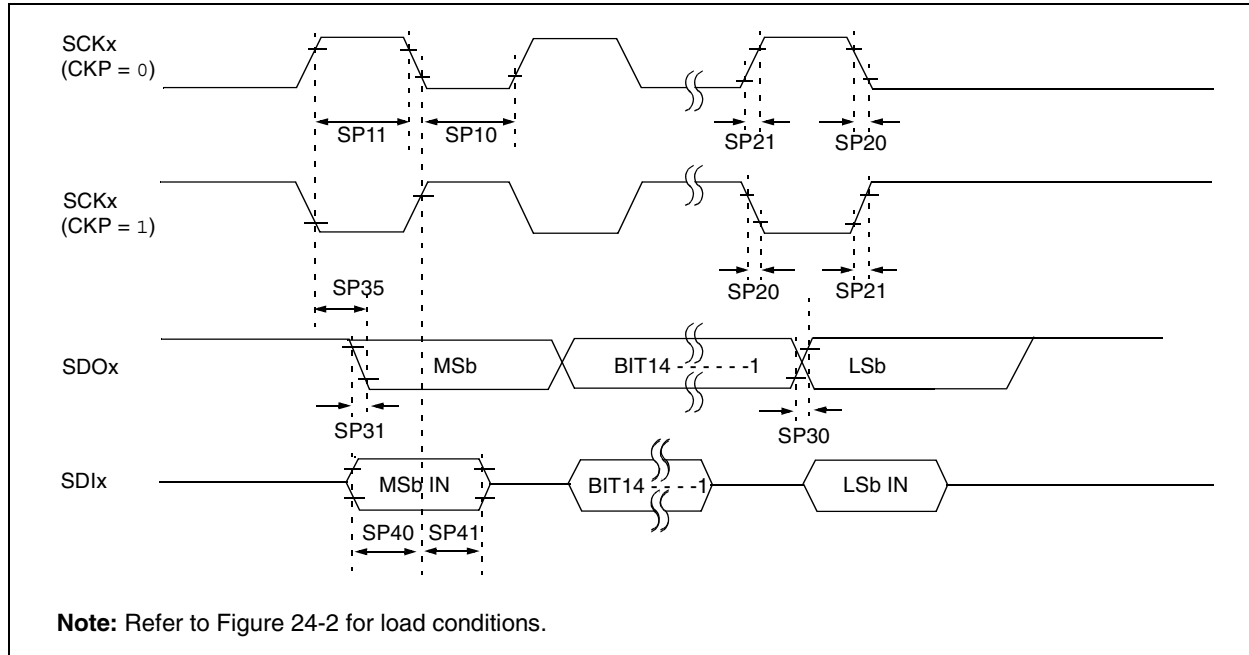 SCKx
(CKP = 0)
SP11
SP10
SP21
SP20
SCKx
(CKP = 1)
SP35
SP20
SP21
SDOx
MSb
BIT14 - - - - - -1
LSb
SP31
SP30
SDIx
MSb IN
BIT14 - - - -1
LSb IN
SP40
SP41
Note: Refer to Figure 24-2 for load conditions.